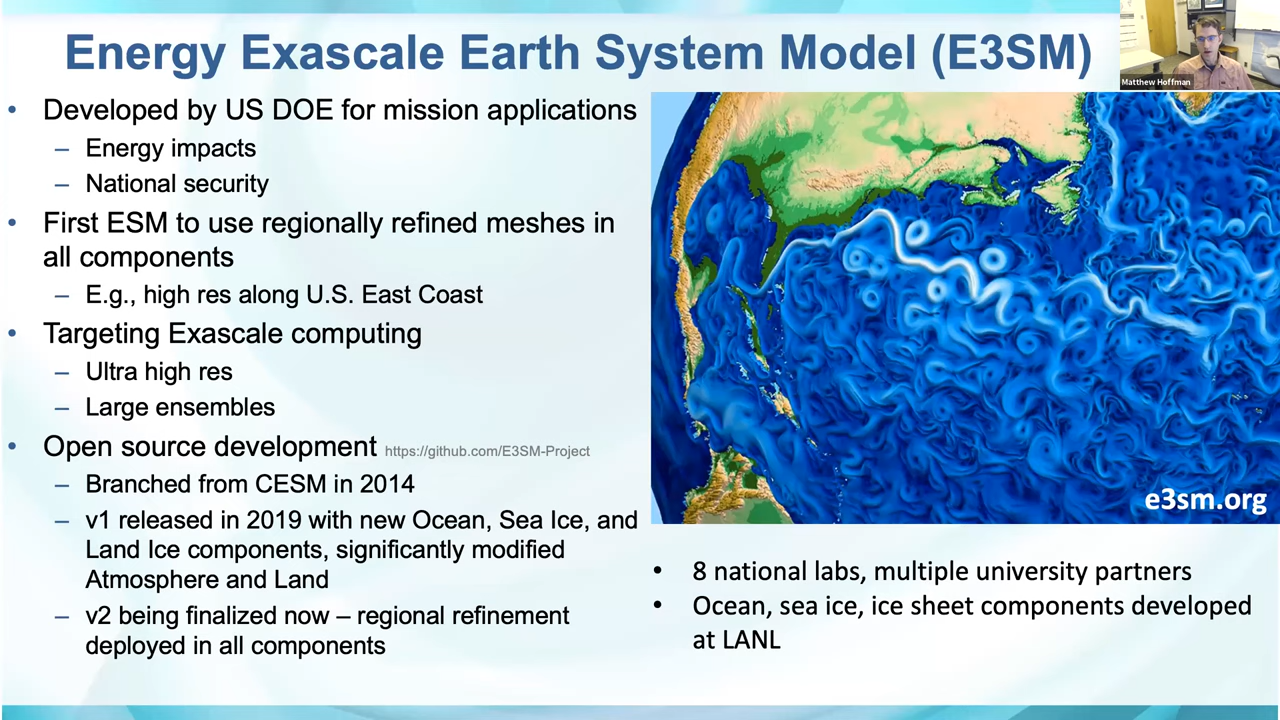 Energy Exascale Earth System Model (E3SM)
Matthew Hoffman
• Developed by US DOE for mission applications
– Energy impacts
– National security
• First ESM to use regionally refined meshes in
all components
– E.g., high res along U.S. East Coast
• Targeting Exascale computing
– Ultra high res
– Large ensembles
• Open source development https://github.com/E3SM-Project
– Branched from CESM in 2014
– v1 released in 2019 with new Ocean, Sea Ice, and
Land Ice components, significantly modified
Atmosphere and Land
– v2 being finalized now – regional refinement
deployed in all components
e3sm.org
• 8 national labs, multiple university partners
• Ocean, sea ice, ice sheet components developed
at LANL